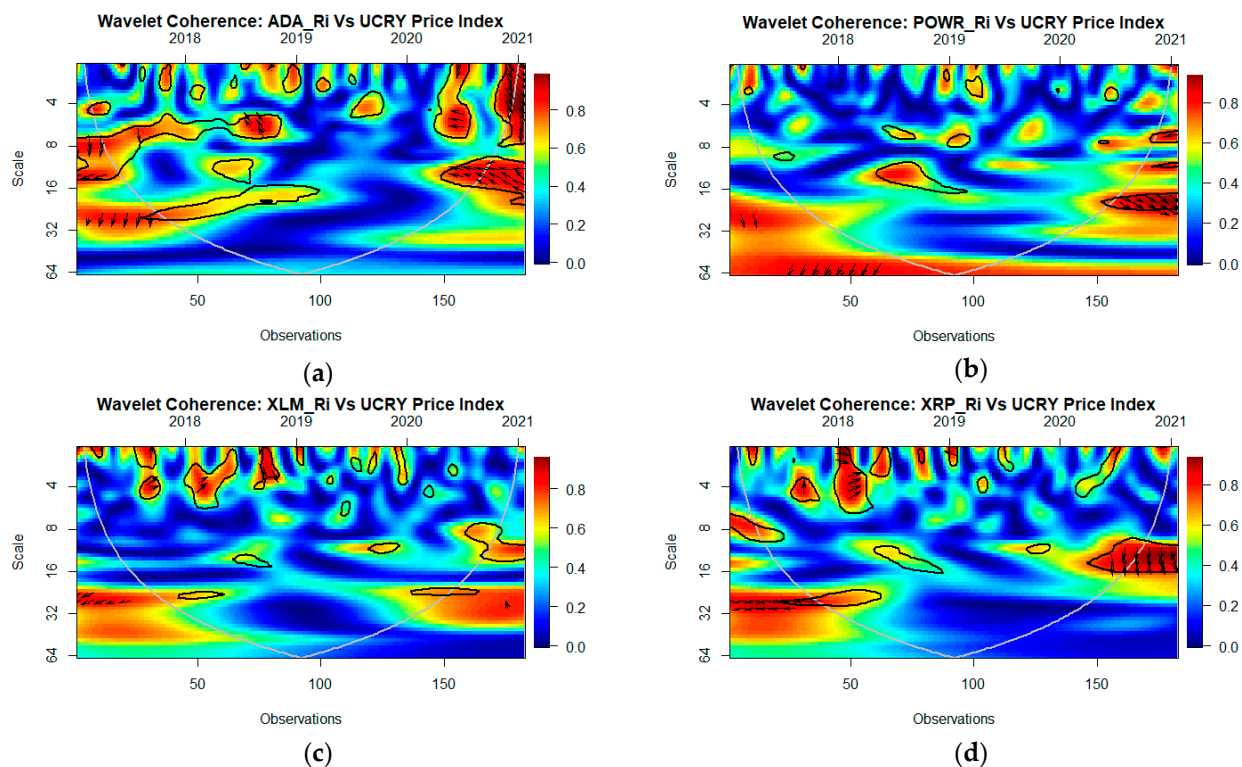 Wavelet Coherence: ADA_Ri Vs UCRY Price Index
2018 2019 2020 2021
Scale
4
8
16
32
64
50 100 150
Observations
0.8
0.6
0.4
0.2
0.0
(a)
Wavelet Coherence: POWR_Ri Vs UCRY Price Index
2018 2019 2020 2021
Scale
4
8
16
32
64
50 100 150
Observations
0.8
0.6
0.4
0.2
0.0
(b)
Wavelet Coherence: XLM_Ri Vs UCRY Price Index
2018 2019 2020 2021
Scale
4
8
16
32
64
50 100 150
Observations
0.8
0.6
0.4
0.2
0.0
(c)
Wavelet Coherence: XRP_Ri Vs UCRY Price Index
2018 2019 2020 2021
Scale
4
8
16
32
64
50 100 150
Observations
0.8
0.6
0.4
0.2
0.0
(d)